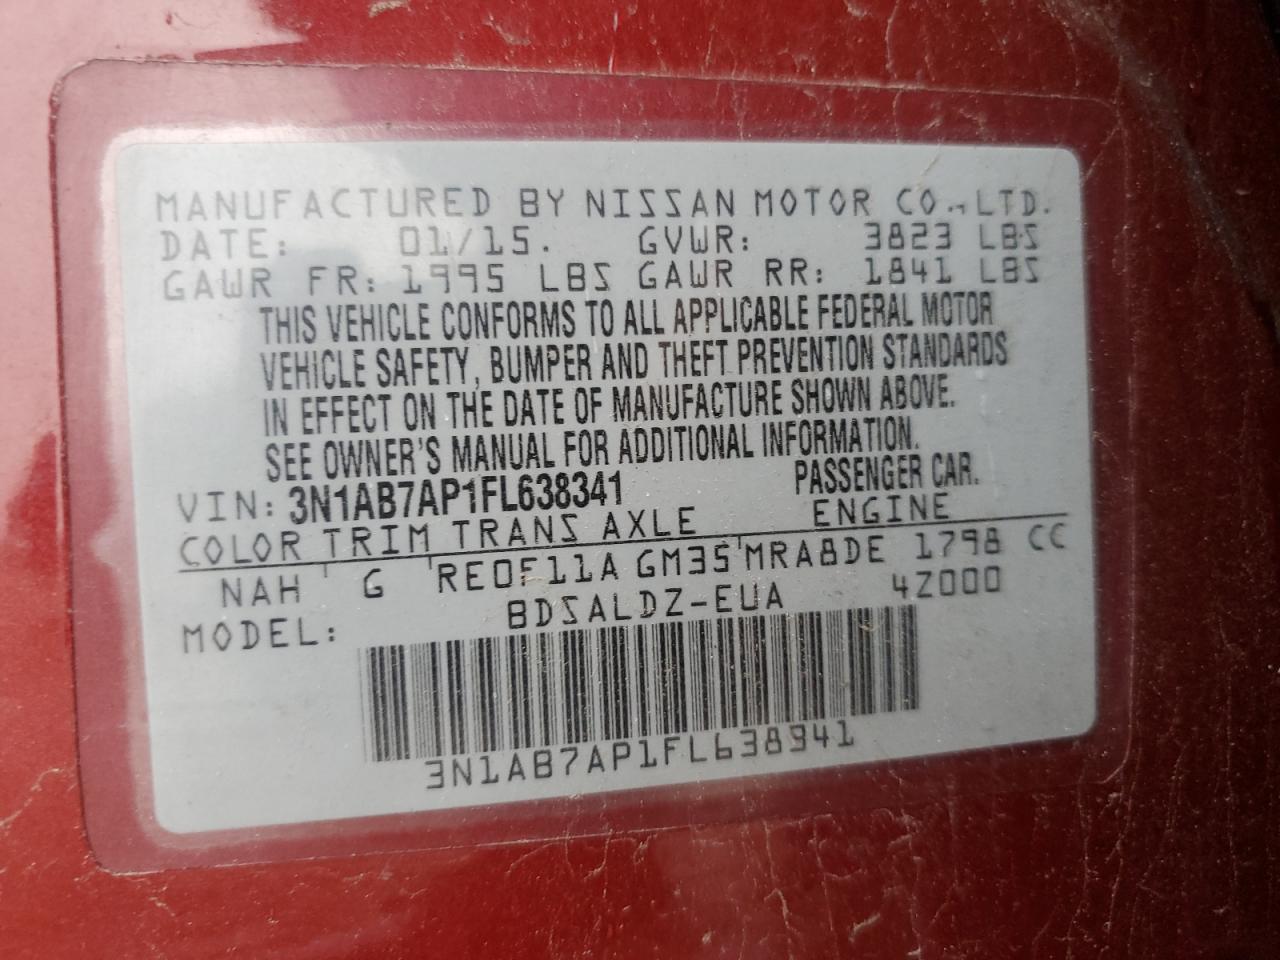 MANUFACTURED BY NISSAN MOTOR CO., LTD.
DATE: 01/15. GVWR: 3823 LBS
GAWR FR: 1995 LBS GAWR RR: 1841 LBS
THIS VEHICLE CONFORMS TO ALL APPLICABLE FEDERAL MOTOR
VEHICLE SAFETY, BUMPER AND THEFT PREVENTION STANDARDS
IN EFFECT ON THE DATE OF MANUFACTURE SHOWN ABOVE.
SEE OWNER'S MANUAL FOR ADDITIONAL INFORMATION.
VIN: 3N1AB7AP1FL638341 PASSENGER CAR.
COLOR TRIM TRANS AXLE ENGINE
NAH G RE0F11A GM35 MRA8DE 1798 CC
MODEL: BDSALDZ-EUA 4Z000
3N1AB7AP1FL638341